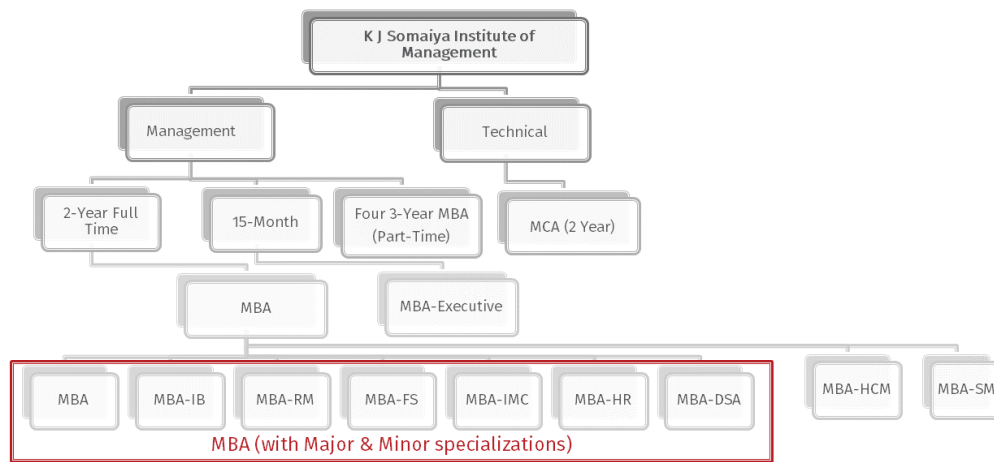 K J Somaiya Institute of
Management
Management
Technical
2-Year Full
Time
15-Month
Four 3-Year MBA
(Part-Time)
MCA (2 Year)
MBA
MBA-Executive
MBA
MBA-IB
MBA-RM
MBA-FS
MBA-IMC
MBA-HR
MBA-DSA
MBA-HCM
MBA-SM
MBA (with Major & Minor specializations)